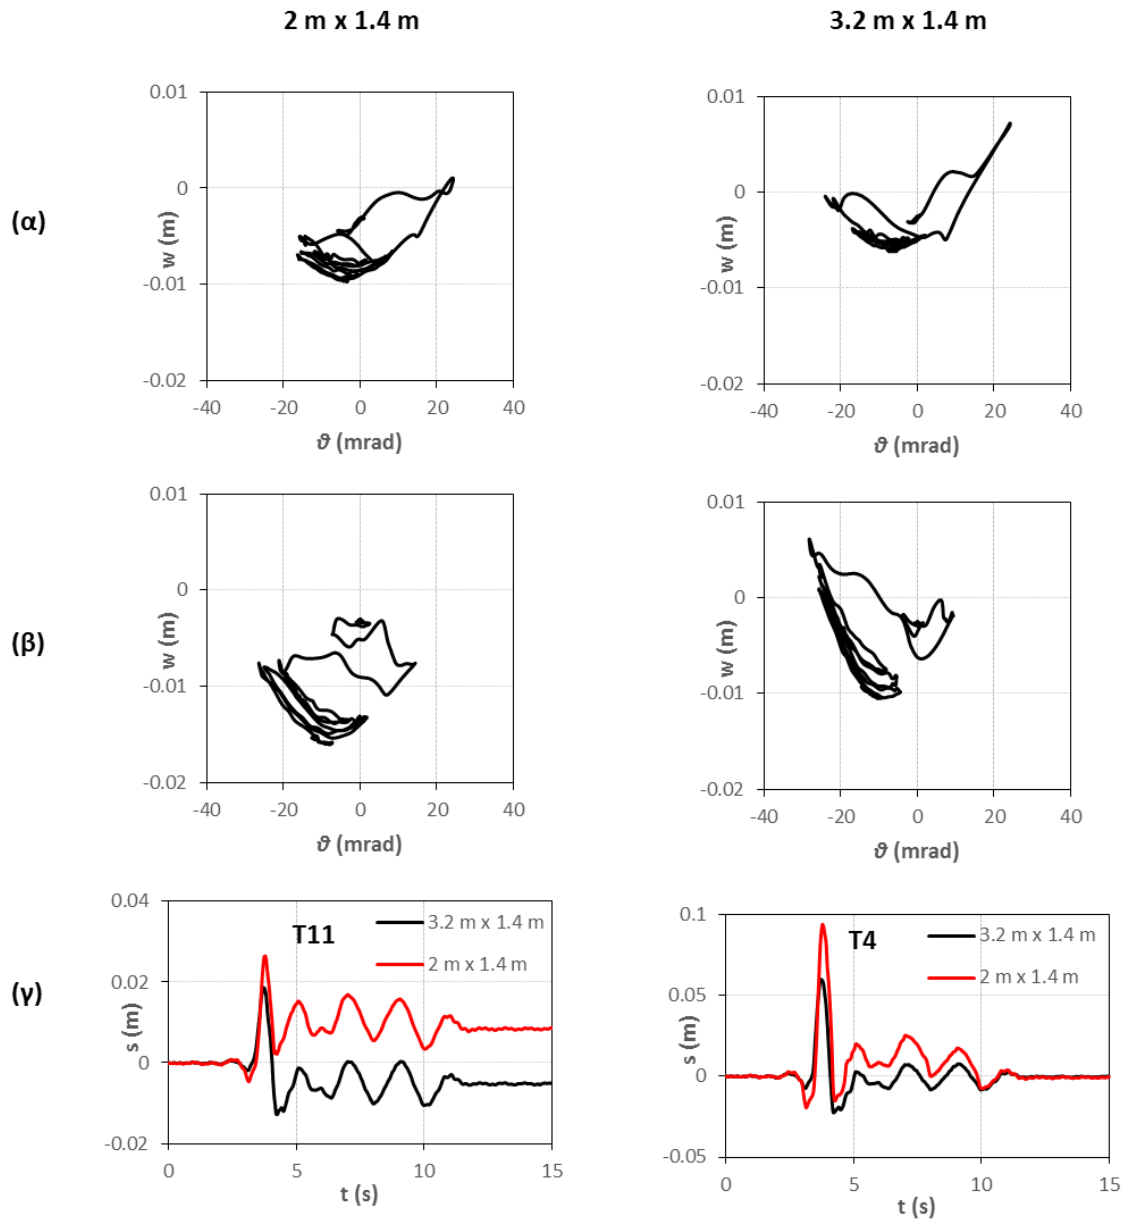 2 m x 1.4 m
3.2 m x 1.4 m
(α)
0.01
0
-0.01
-0.02
w (m)
-40 -20 0 20 40
ϑ (mrad)
0.01
0
-0.01
-0.02
w (m)
-40 -20 0 20 40
ϑ (mrad)
(β)
0.01
0
-0.01
-0.02
w (m)
-40 -20 0 20 40
ϑ (mrad)
0.01
0
-0.01
-0.02
w (m)
-40 -20 0 20 40
ϑ (mrad)
(γ)
0.04
0.02
0
-0.02
s (m)
T11
3.2 m x 1.4 m
2 m x 1.4 m
0 5 10 15
t (s)
0.1
0.05
0
-0.05
s (m)
T4
3.2 m x 1.4 m
2 m x 1.4 m
0 5 10 15
t (s)